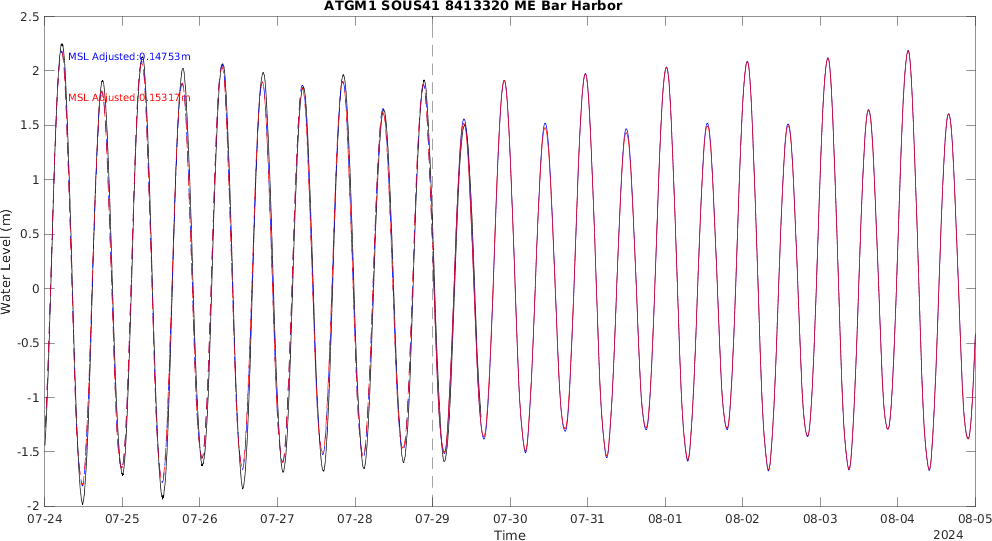 ATGM1 SOUS41 8413320 ME Bar Harbor
2.5
MSL Adjusted:0.14753m
2
MSL Adjusted:0.15317m
1.5
1
0.5
Water Level (m)
0
-0.5
-1
-1.5
-2
07-24 07-25 07-26 07-27 07-28 07-29 07-30 07-31 08-01 08-02 08-03 08-04 08-05
Time
2024